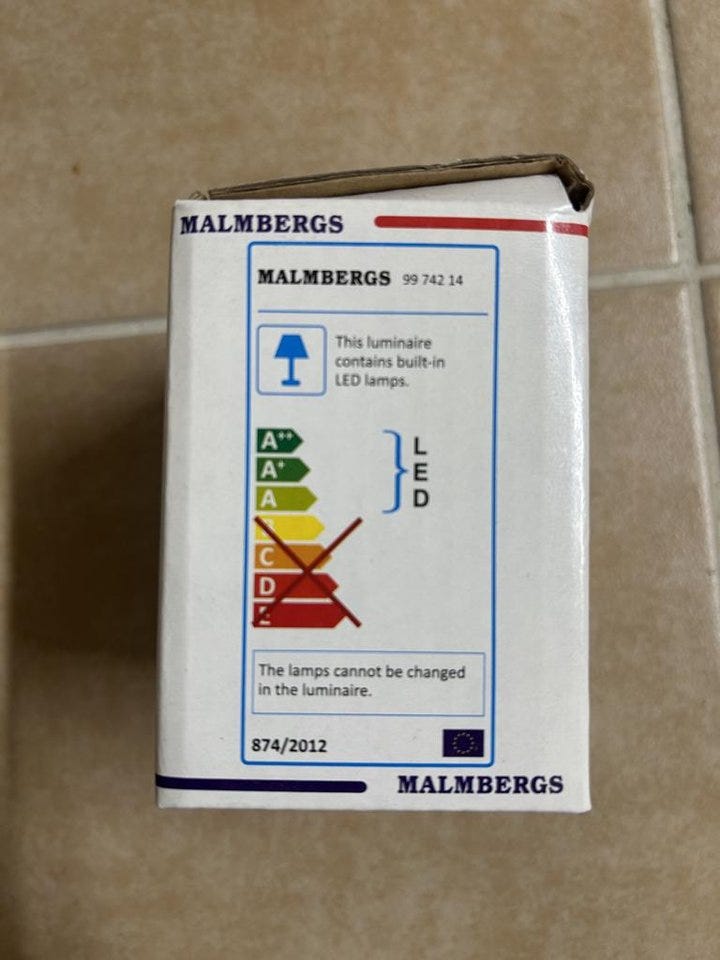 MALMBERGS
MALMBERGS 99 742 14
This luminaire
contains built-in
LED lamps.
A++
A+
A
L
E
D
C
D
E
The lamps cannot be changed
in the luminaire.
874/2012
MALMBERGS